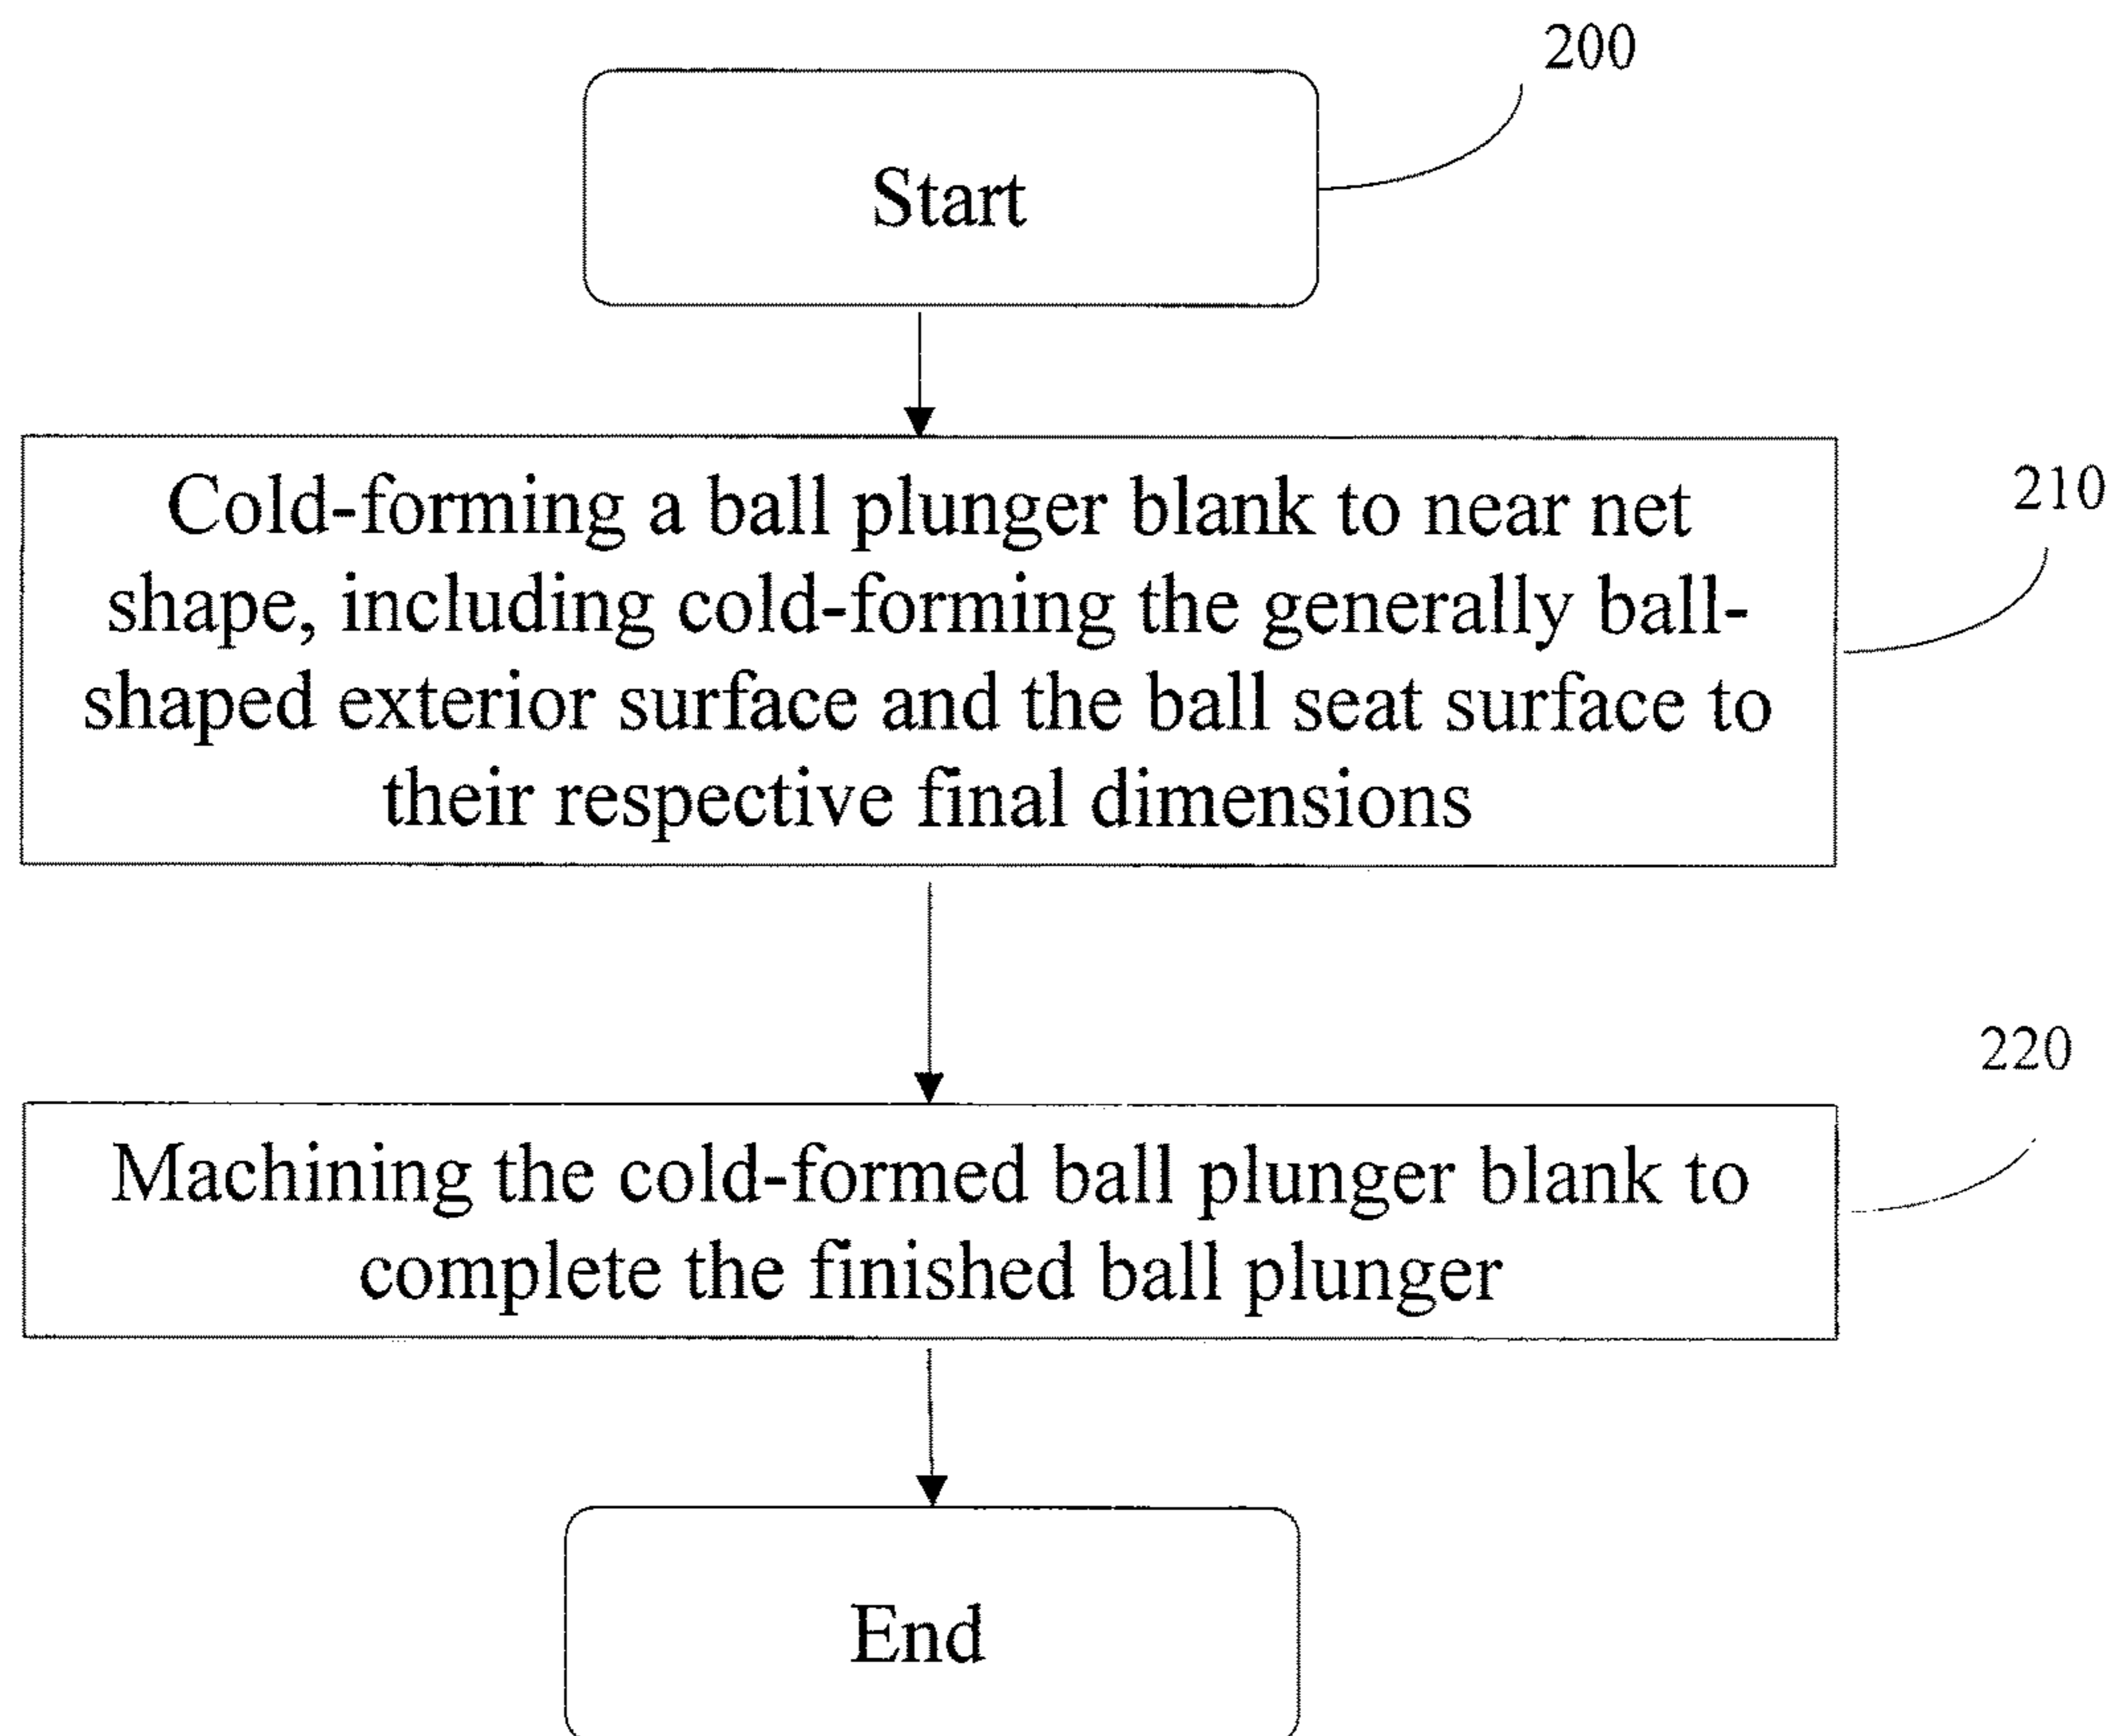 200
Start
Cold-forming a ball plunger blank to near net
210
shape, including cold-forming the generally ball-
shaped exterior surface and the ball seat surface to
their respective final dimensions
220
Machining the cold-formed ball plunger blank to
complete the finished ball plunger
End